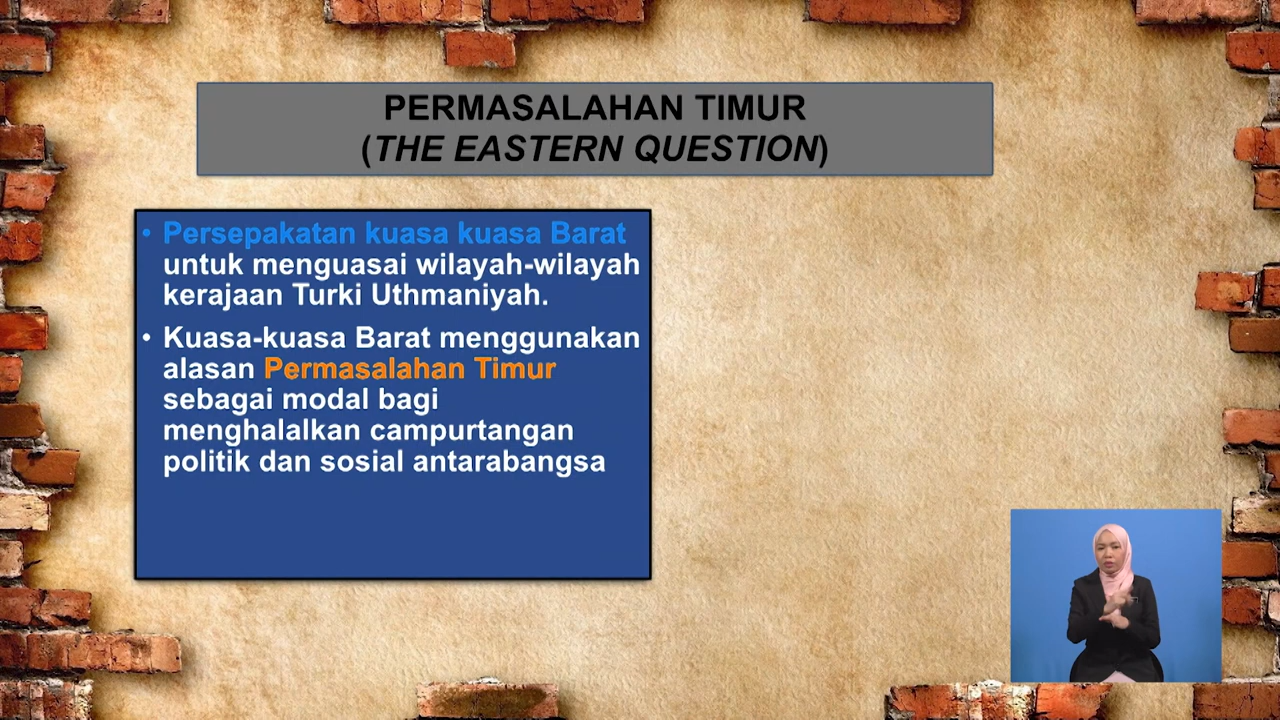 PERMASALAHAN TIMUR
(THE EASTERN QUESTION)
• Persepakatan kuasa kuasa Barat
untuk menguasai wilayah-wilayah
kerajaan Turki Uthmaniyah.
• Kuasa-kuasa Barat menggunakan
alasan Permasalahan Timur
sebagai modal bagi
menghalalkan campurtangan
politik dan sosial antarabangsa